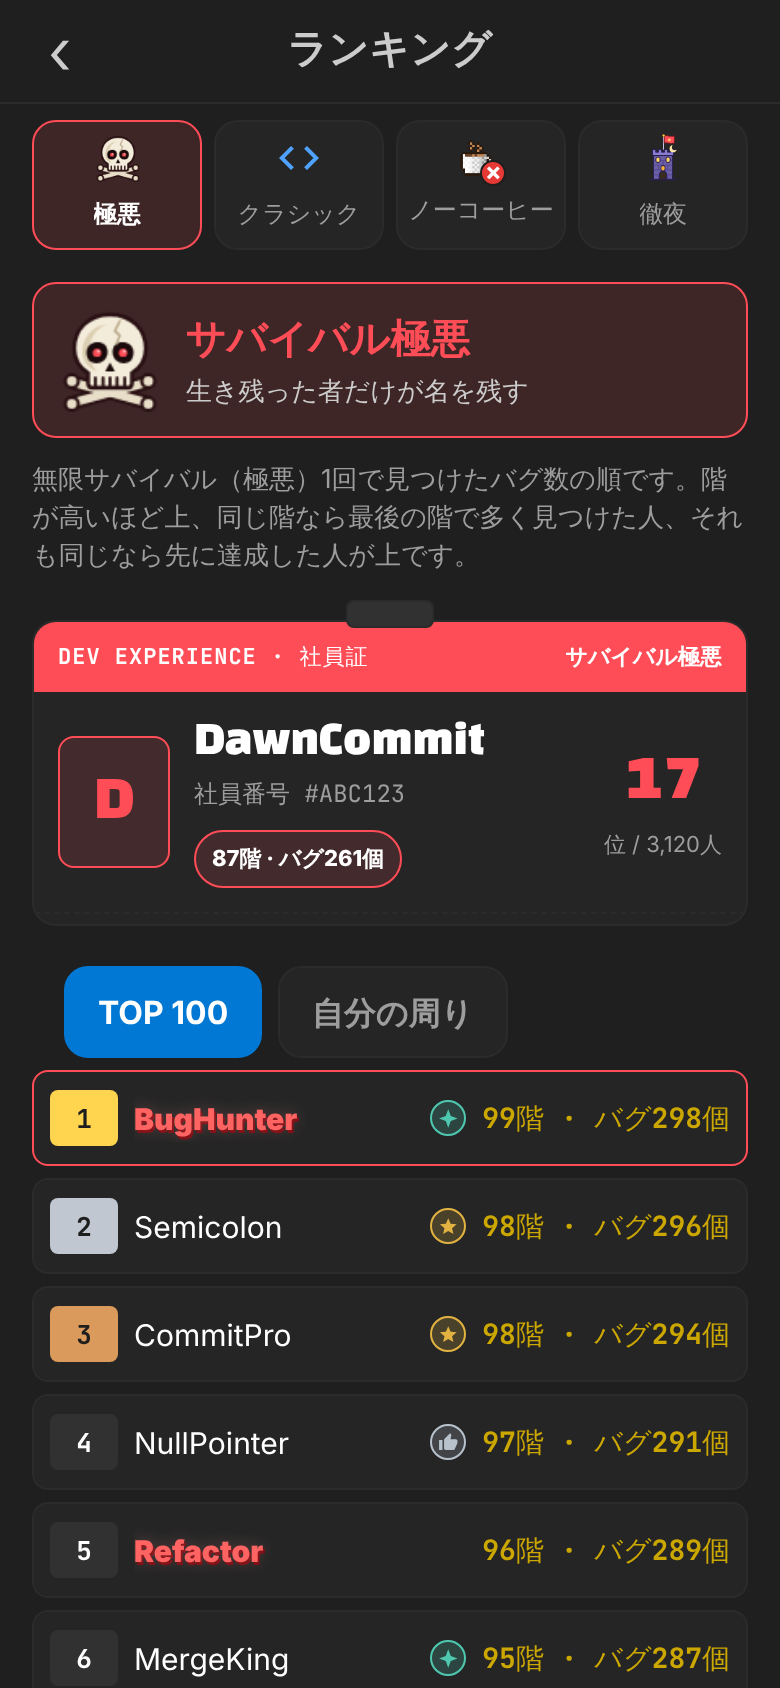 ランキング
極悪
クラシック
ノーコーヒー
徹夜
サバイバル極悪
生き残った者だけが名を残す
無限サバイバル（極悪）1回で見つけたバグ数の順です。階
が高いほど上、同じ階なら最後の階で多く見つけた人、それ
も同じなら先に達成した人が上です。
DEV EXPERIENCE · 社員証 サバイバル極悪
D
DawnCommit
社員番号 #ABC123
87階 · バグ261個
17
位 / 3,120人
TOP 100 自分の周り
1 BugHunter 99階 · バグ298個
2 Semicolon 98階 · バグ296個
3 CommitPro 98階 · バグ294個
4 NullPointer 97階 · バグ291個
5 Refactor 96階 · バグ289個
6 MergeKing 95階 · バグ287個